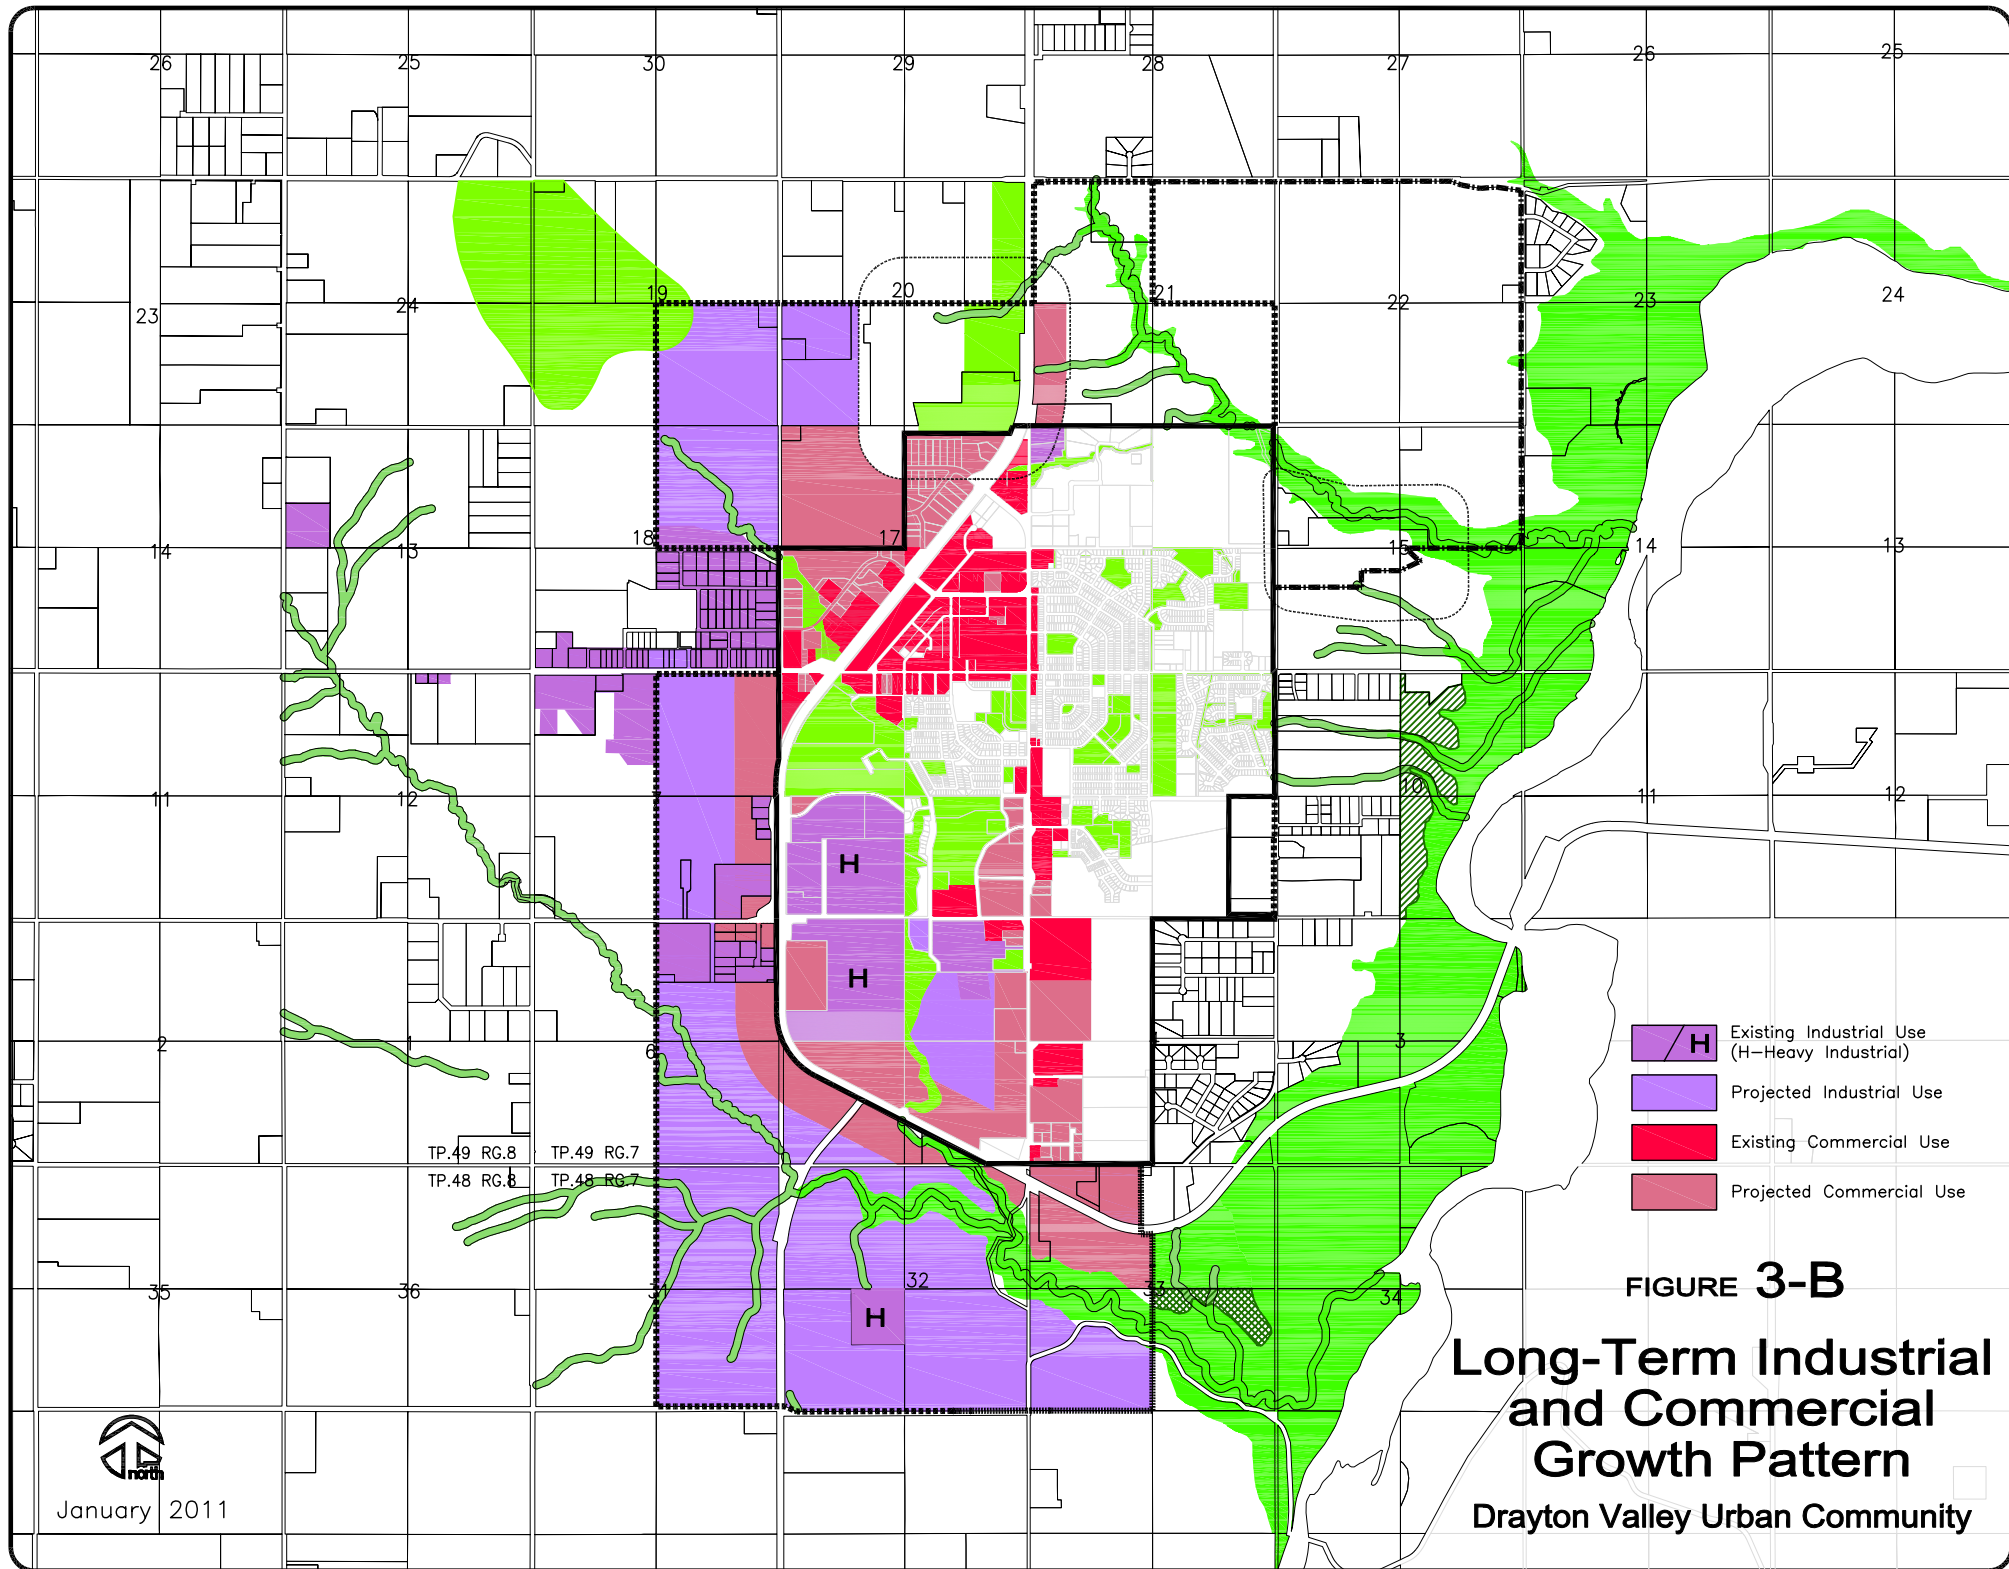 26 25 30 29 28 27 26 25
23 24 19 20 21 22 23 24
14 13 18 17 15 14 13
11 12 10 11 12
H
H
2 1 6 4 3
Existing Industrial Use
H (H-Heavy Industrial)
Projected Industrial Use
Existing Commercial Use
Projected Commercial Use
TP.49 RG.8 TP.49 RG.7
TP.48 RG.8 TP.48 RG.7
35 36 31 32 33 34
H
FIGURE 3-B
Long-Term Industrial
and Commercial
Growth Pattern
Drayton Valley Urban Community
north
January 2011